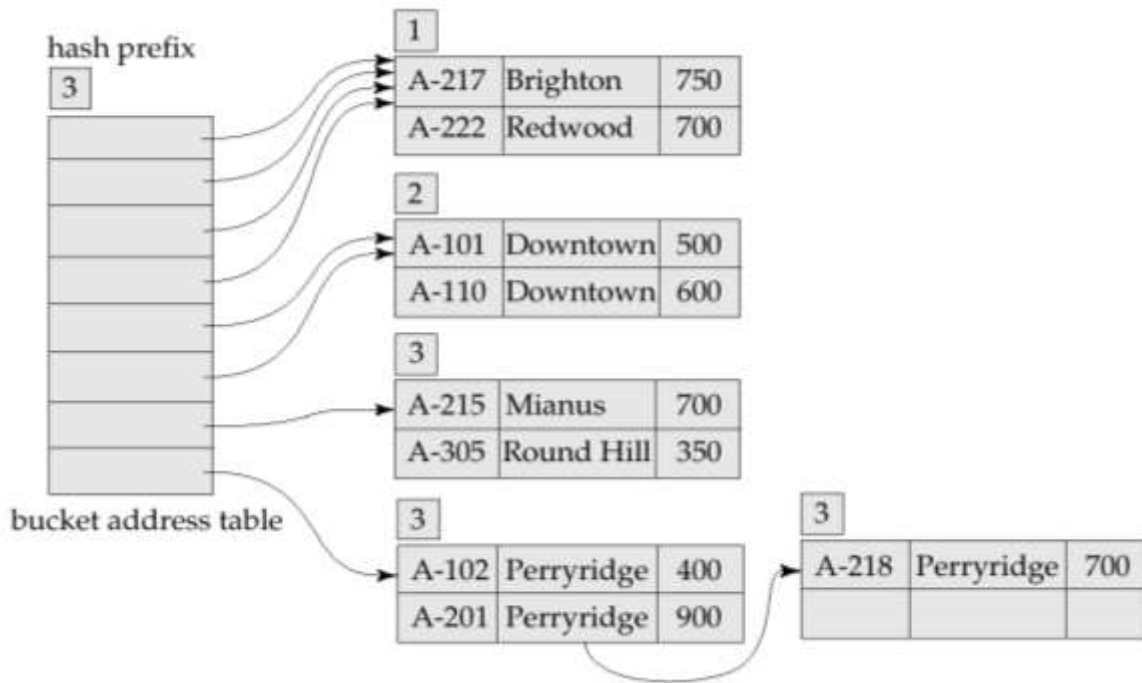 hash prefix
3
bucket address table
1
A-217 Brighton 750
A-222 Redwood 700
2
A-101 Downtown 500
A-110 Downtown 600
3
A-215 Mianus 700
A-305 Round Hill 350
3
A-102 Perryridge 400
A-201 Perryridge 900
3
A-218 Perryridge 700